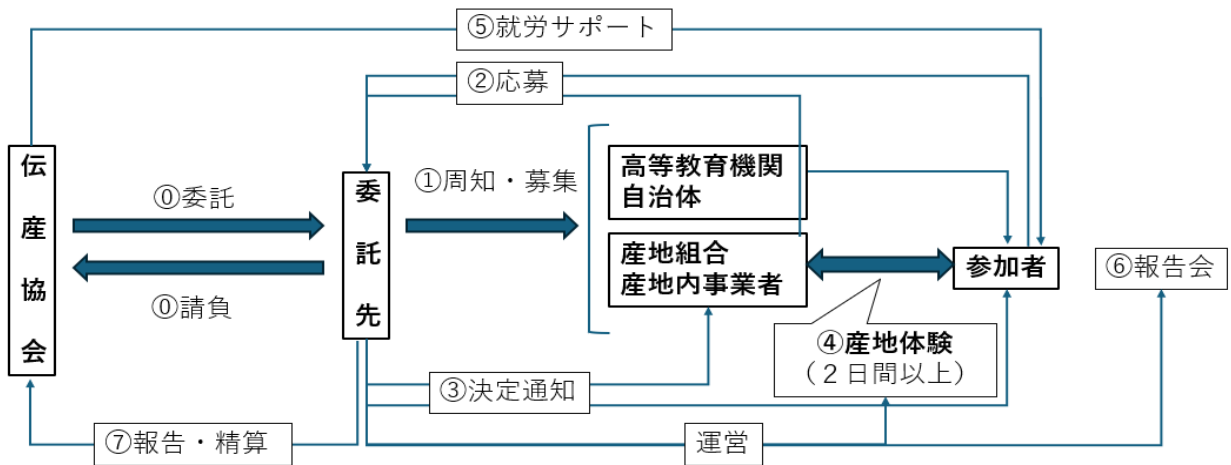 ⑤就労サポート
②応募
伝産協会
⓪委託
⓪請負
委託先
①周知・募集
高等教育機関
自治体
産地組合
産地内事業者
参加者
⑥報告会
④産地体験
（２日間以上）
③決定通知
⑦報告・精算
運営